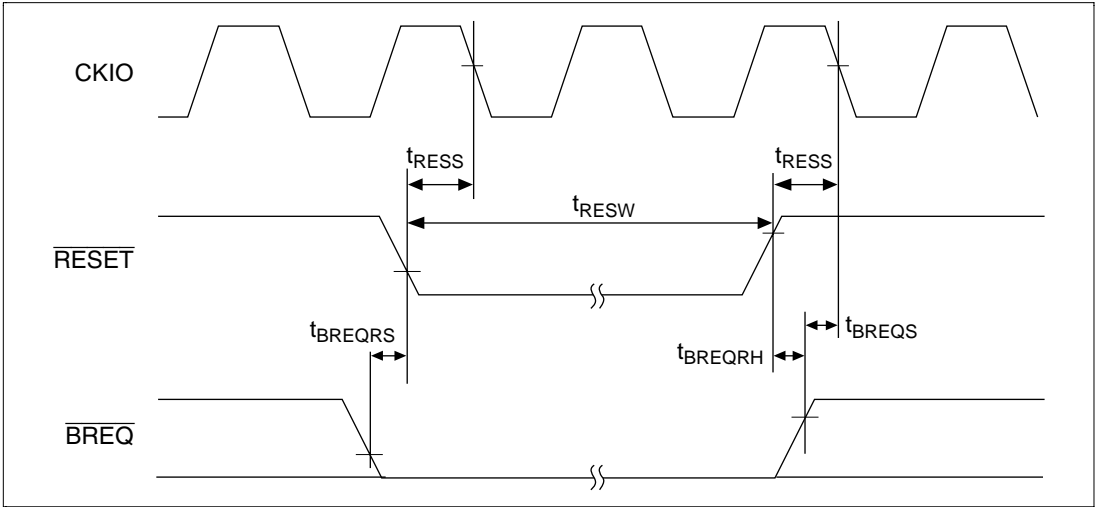 CKIO
tRESS
tRESS
tRESW
RESET
tBREQRS
tBREQS
tBREQRH
BREQ